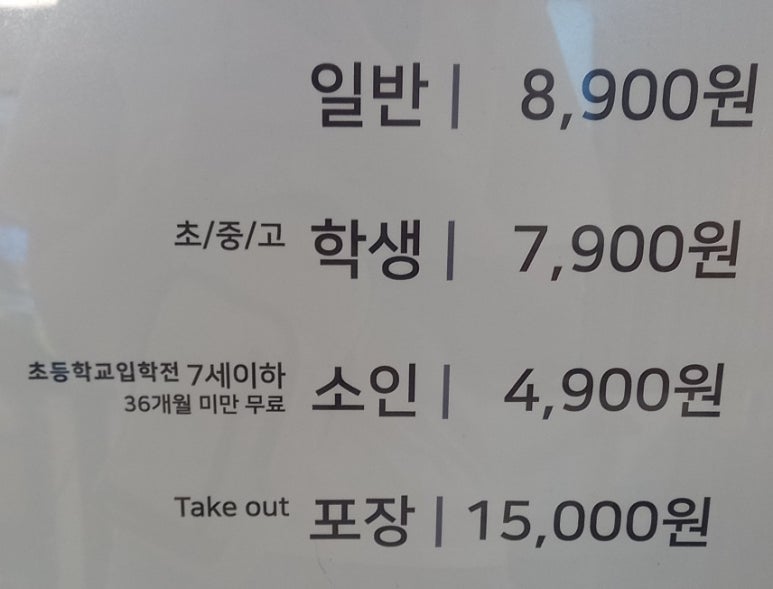 일반 | 8,900원
초/중/고 학생 | 7,900원
초등학교입학전 7세이하
36개월 미만 무료 소인 | 4,900원
Take out 포장 | 15,000원